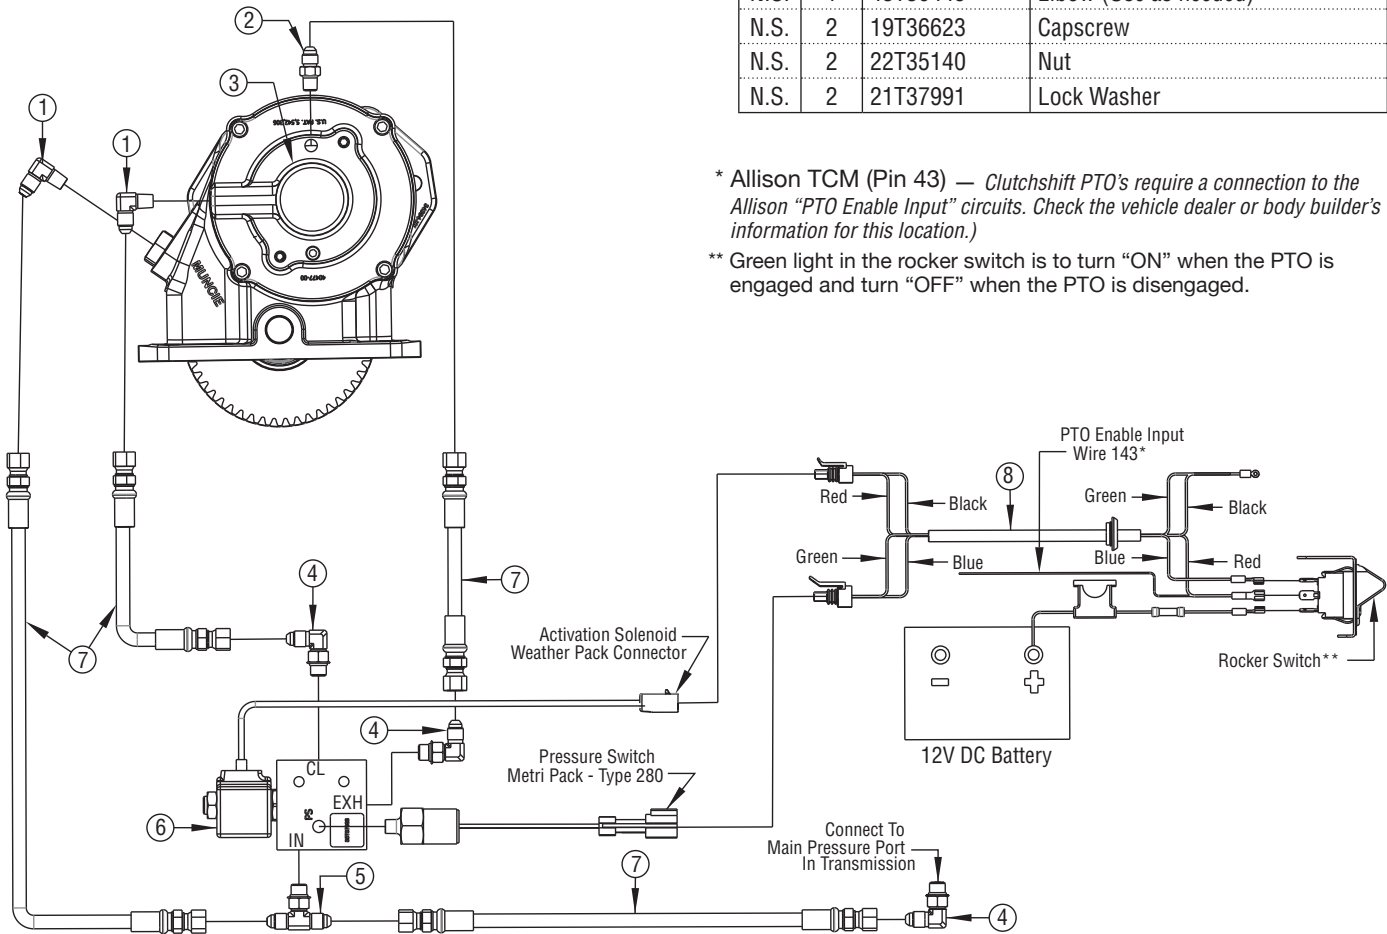 N.S. 2 19T36623 Capscrew
N.S. 2 22T35140 Nut
N.S. 2 21T37991 Lock Washer
* Allison TCM (Pin 43) — Clutchshift PTO's require a connection to the
Allison “PTO Enable Input” circuits. Check the vehicle dealer or body builder's
information for this location.)
** Green light in the rocker switch is to turn “ON” when the PTO is
engaged and turn “OFF” when the PTO is disengaged.
2
3
1
1
MUNCIE
PTO Enable Input
Wire 143*
8
Red
Black
Green
Black
Green
Blue
Blue
Red
7
4
7
Activation Solenoid
Weather Pack Connector
Rocker Switch**
4
12V DC Battery
Pressure Switch
Metri Pack - Type 280
CL
EXH
PS
IN
6
Connect To
Main Pressure Port
In Transmission
5
7
4